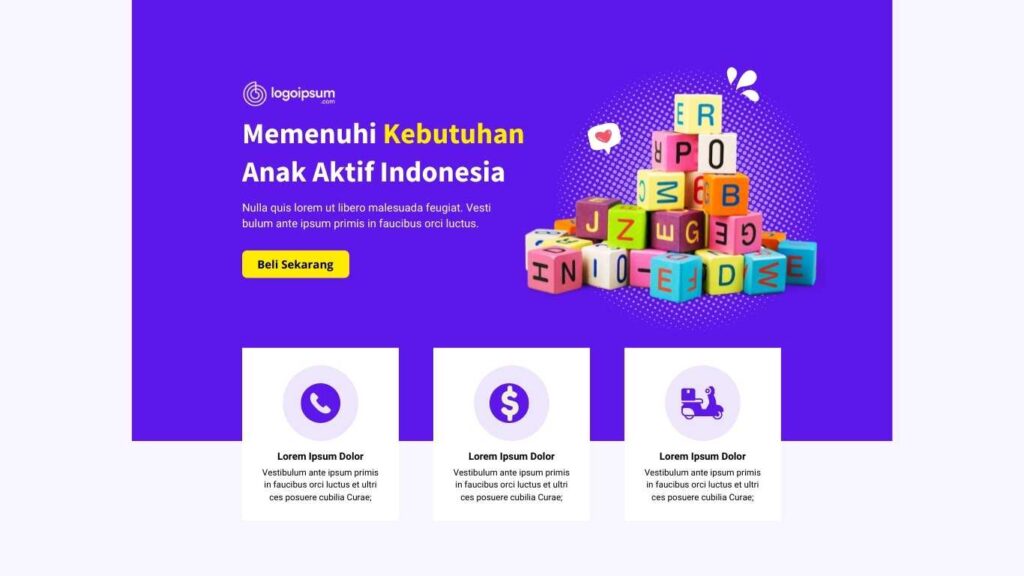 logoipsum
.com
Memenuhi Kebutuhan
Anak Aktif Indonesia
Nulla quis lorem ut libero malesuada feugiat. Vesti
bulum ante ipsum primis in faucibus orci luctus.
Beli Sekarang
E R
R P O
M B
J Z E G E G
H N I O E F D W E
Lorem Ipsum Dolor
Vestibulum ante ipsum primis
in faucibus orci luctus et ultri
ces posuere cubilia Curae;
Lorem Ipsum Dolor
Vestibulum ante ipsum primis
in faucibus orci luctus et ultri
ces posuere cubilia Curae;
Lorem Ipsum Dolor
Vestibulum ante ipsum primis
in faucibus orci luctus et ultri
ces posuere cubilia Curae;